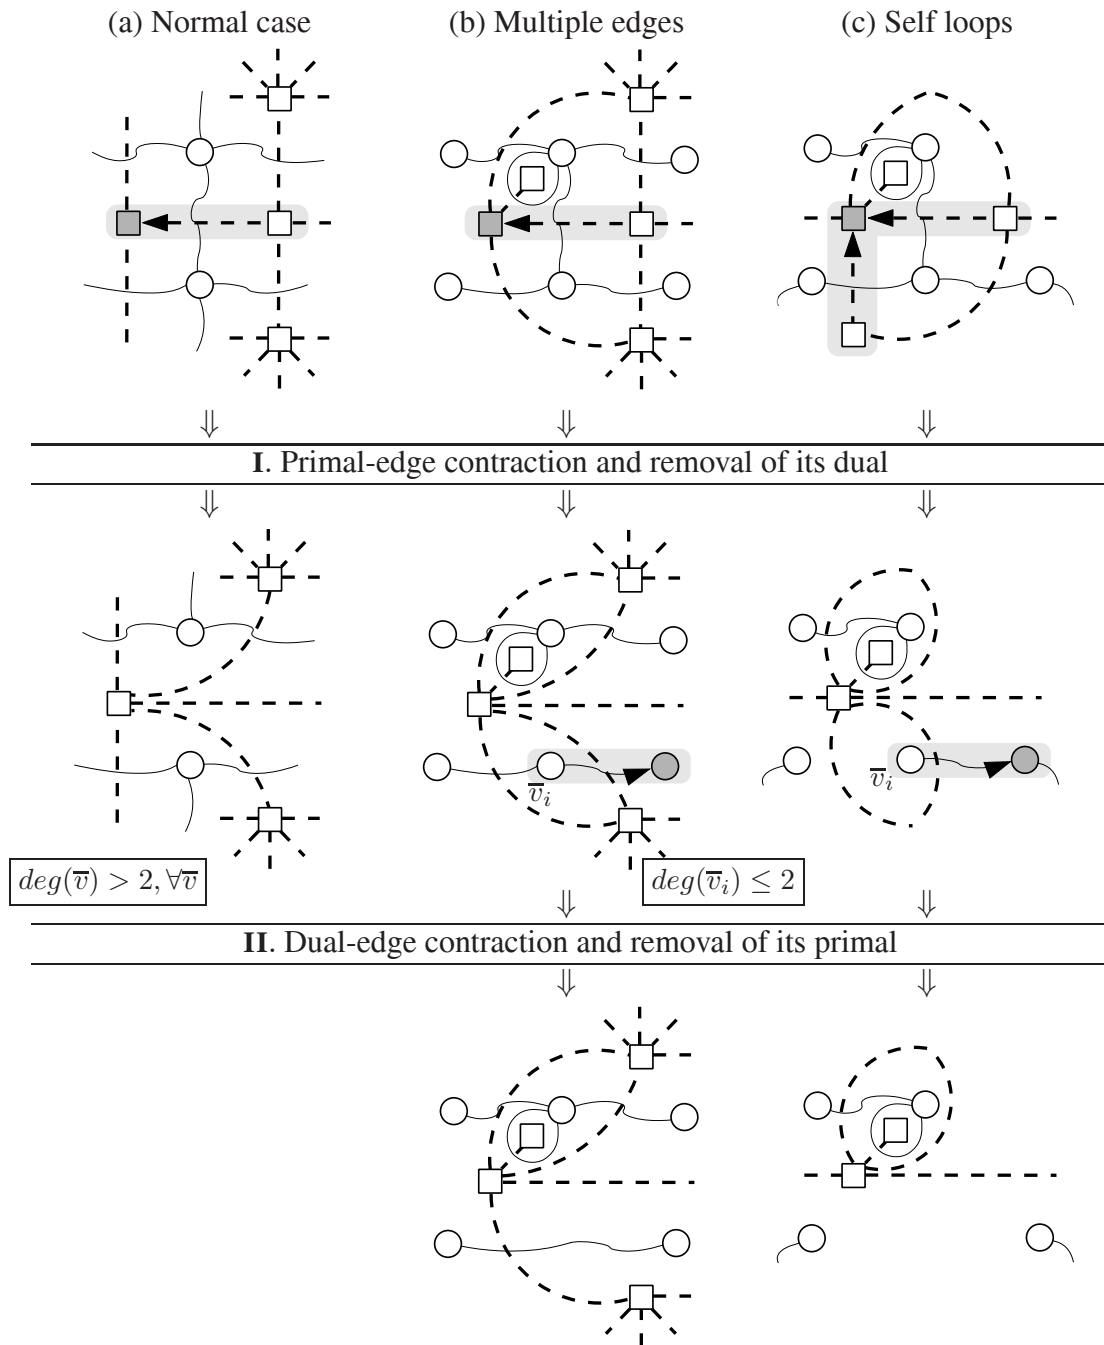 (a) Normal case (b) Multiple edges (c) Self loops
⇓ ⇓ ⇓
I. Primal-edge contraction and removal of its dual
⇓ ⇓ ⇓
v̅ᵢ v̅ᵢ
deg(v̅) > 2, ∀v̅ deg(v̅ᵢ) ≤ 2
⇓ ⇓
II. Dual-edge contraction and removal of its primal
⇓ ⇓